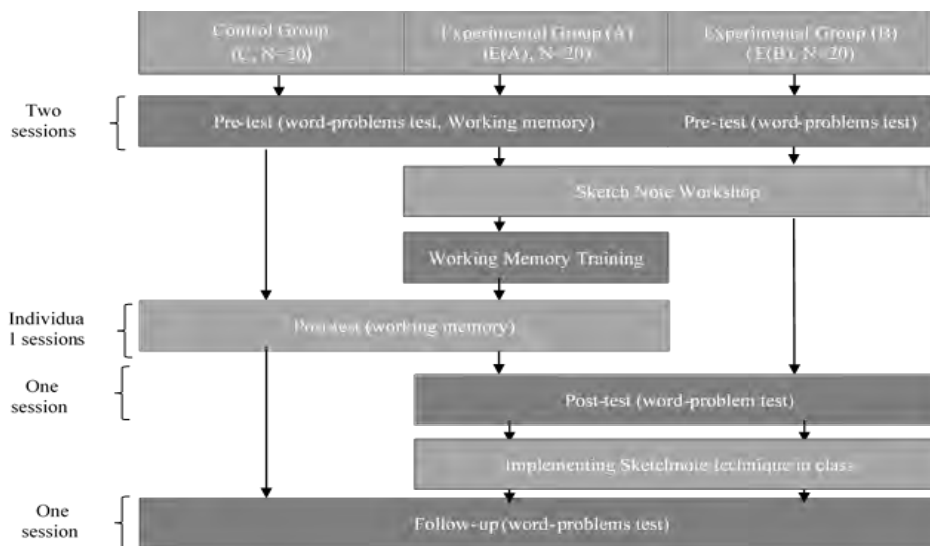 Control Group
Experimental Group (A)
Experimental Group (B)
(E(A), N=20)
(E(B), N=20)
Two
sessions
Pre-test (word-problems test, Working memory)
Pre-test (word-problems test)
Sketch Note Workshop
Working Memory Training
Individua
l sessions
Post-test (working memory)
One
session
Post-test (word-problem test)
Implementing Sketchnote technique in class
One
session
Follow-up (word-problems test)